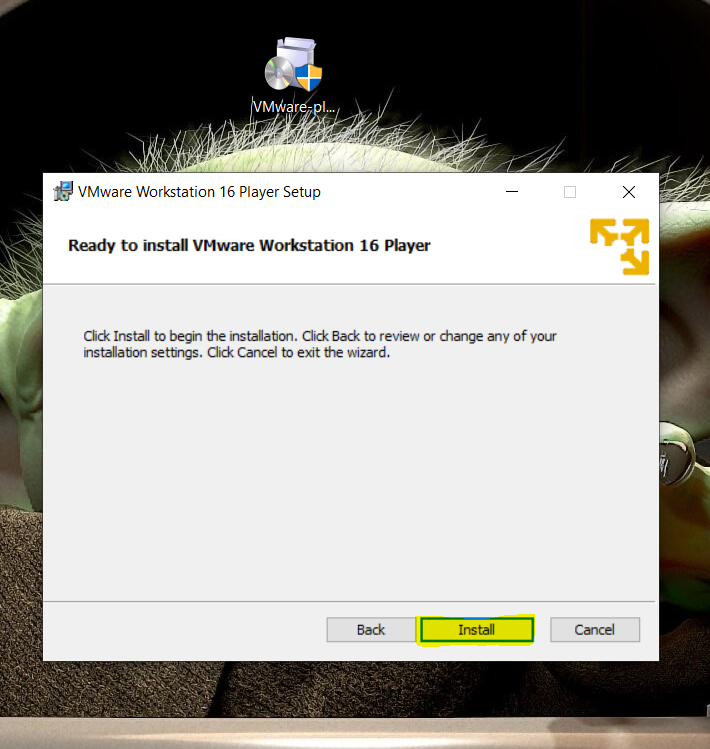 VMware-pl...
VMware Workstation 16 Player Setup
Ready to install VMware Workstation 16 Player
Click Install to begin the installation. Click Back to review or change any of your
installation settings. Click Cancel to exit the wizard.
Back
Install
Cancel